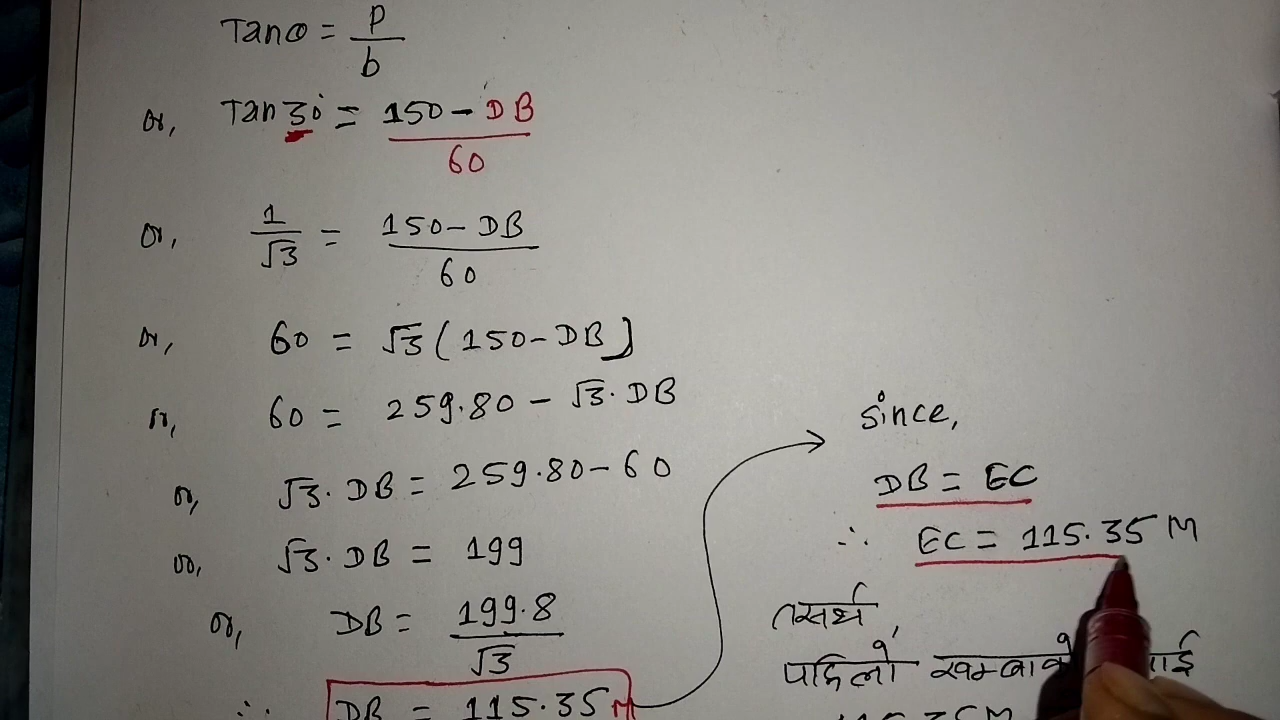 Tanθ = P/b
or, Tan30° = 150 - DB/60
or, 1/√3 = 150 - DB/60
or, 60 = √3(150 - DB)
or, 60 = 259.80 - √3. DB
or, √3. DB = 259.80 - 60
or, √3. DB = 199
or, DB = 199.8/√3
∴ DB = 115.35M
since,
DB = EC
∴ EC = 115.35 M
तसर्थ,
पहिलो